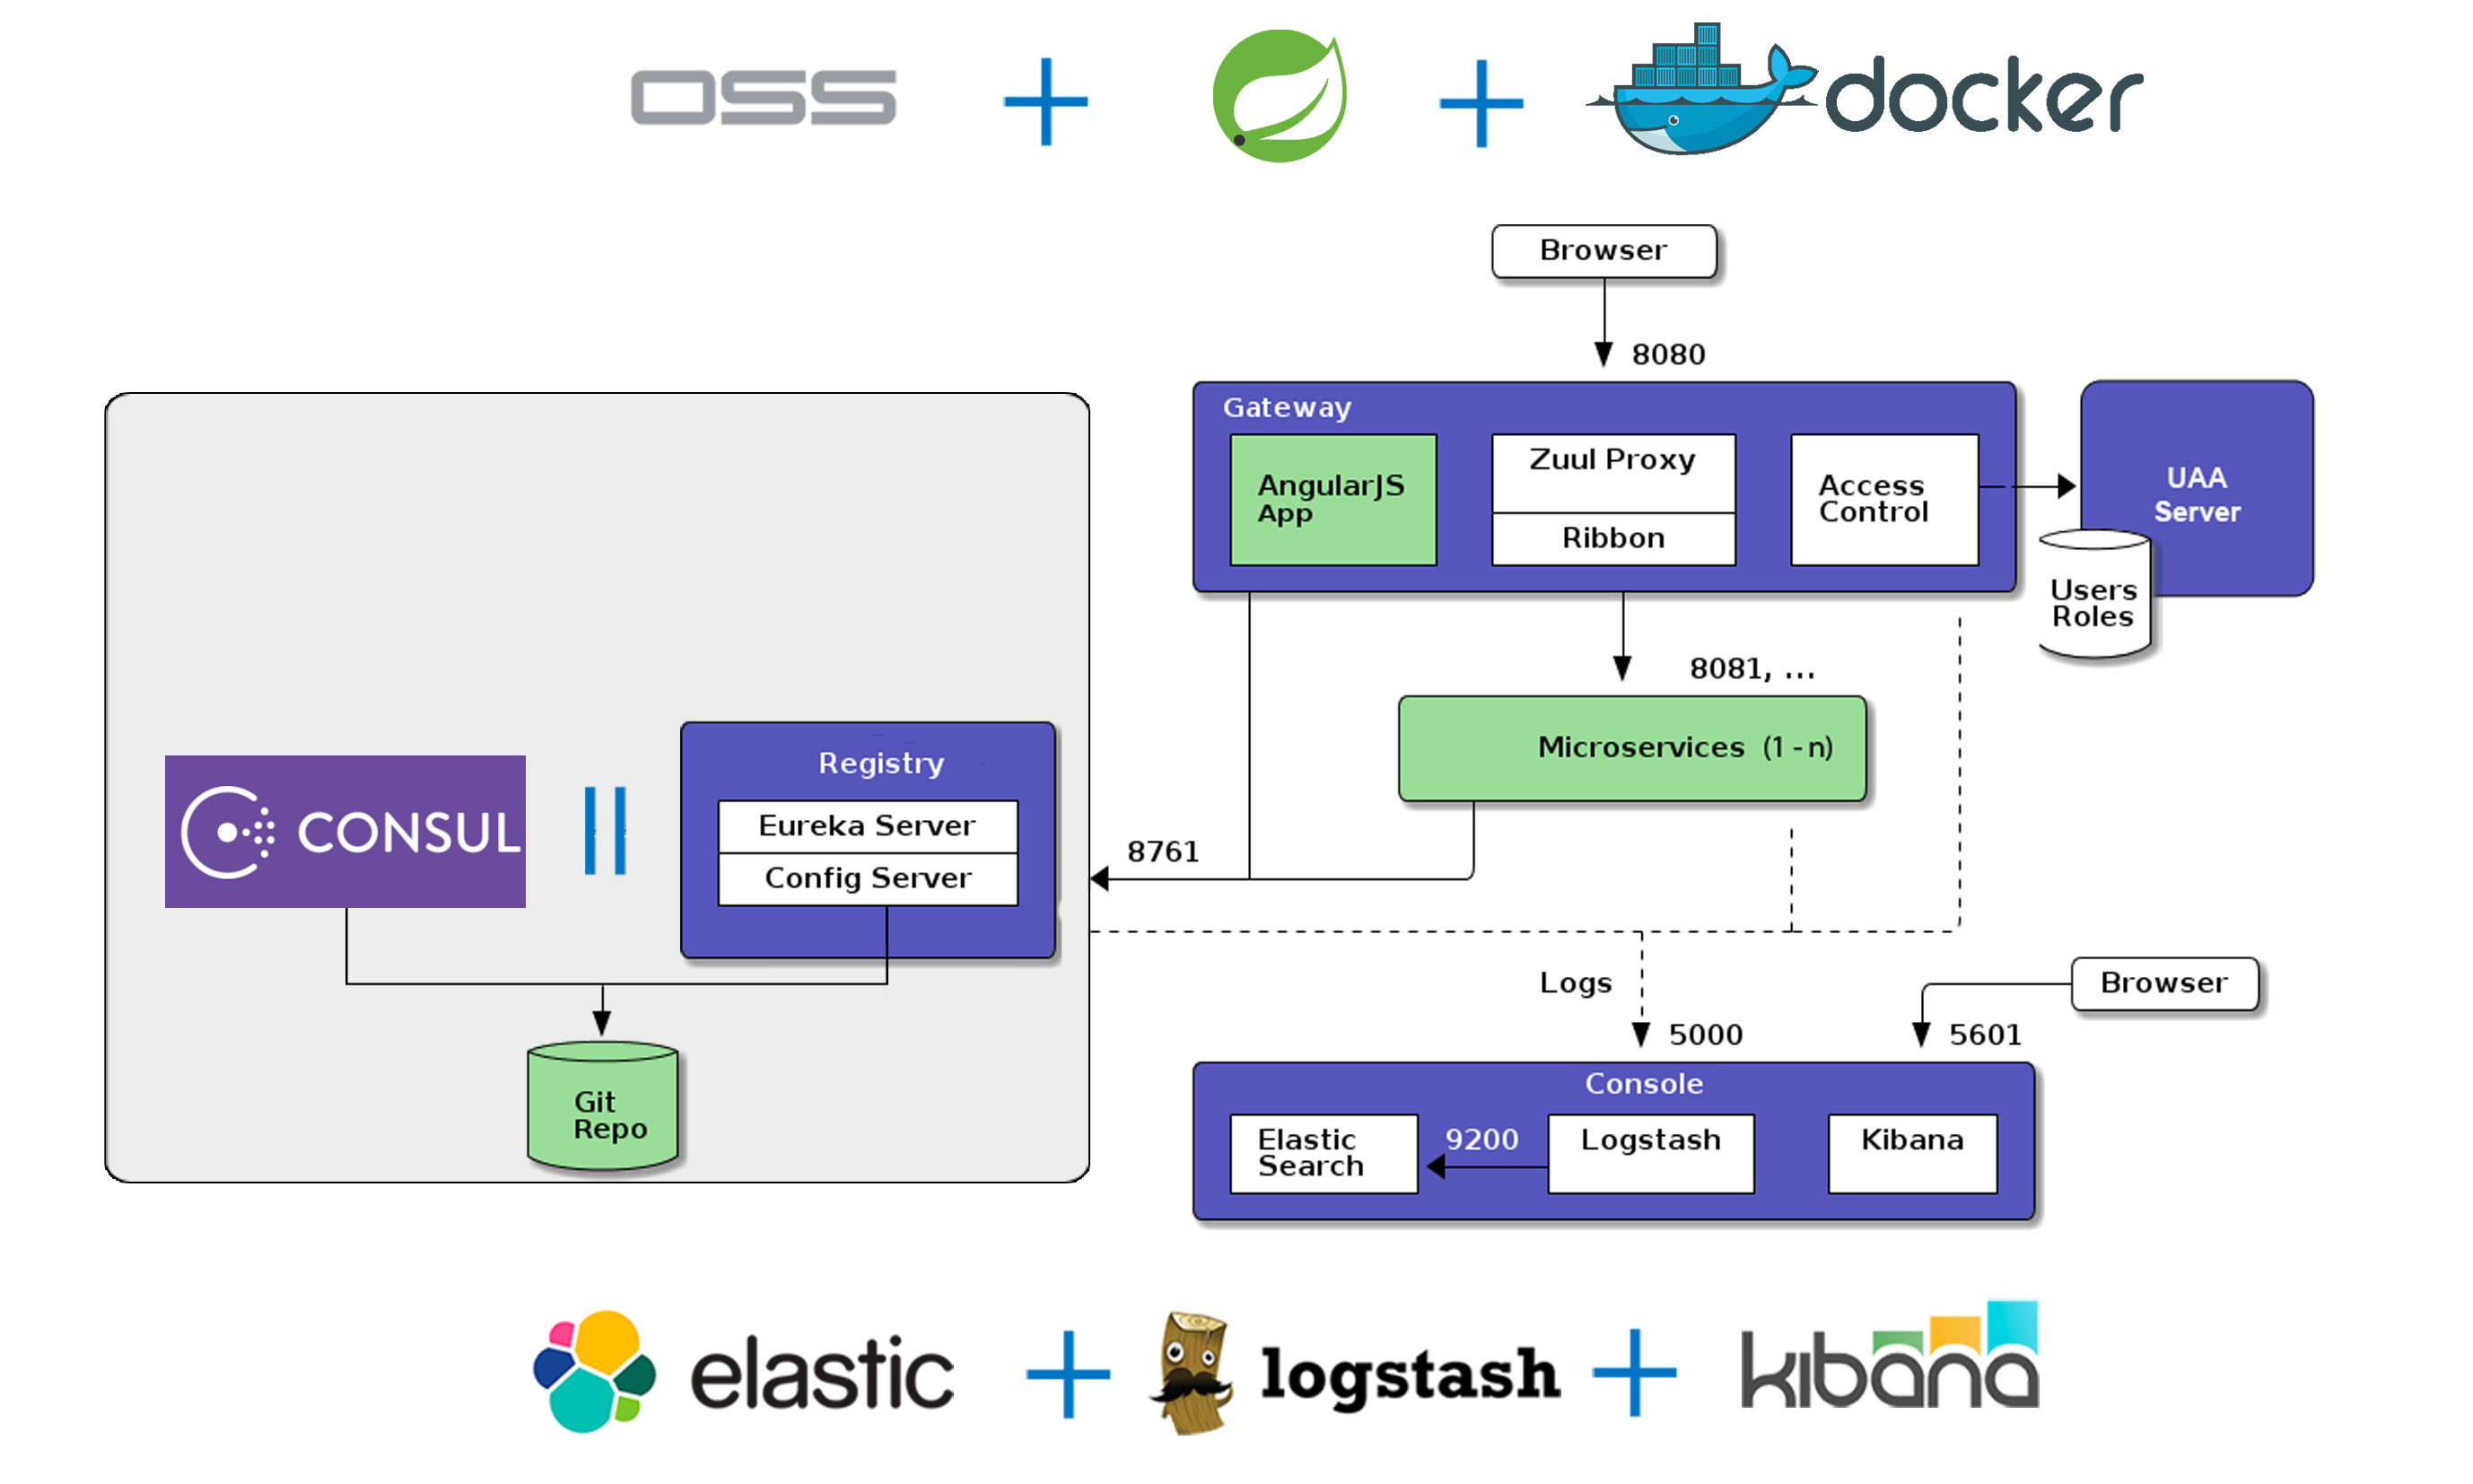 OSS
docker
Browser
8080
Gateway
AngularJS
App
Zuul Proxy
Ribbon
Access
Control
UAA
Server
Users
Roles
8081, ...
Microservices (1 - n)
CONSUL
Registry
Eureka Server
Config Server
8761
Git
Repo
Logs
5000
Browser
5601
Console
Elastic
Search
9200
Logstash
Kibana
elastic
logstash
kibana